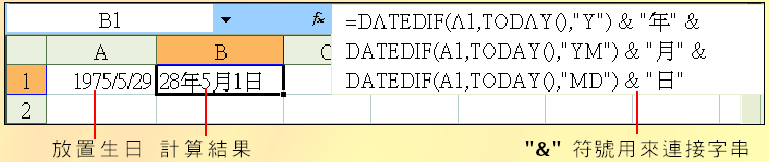 B1
fx
=DATEDIF(A1,TODAY(),"Y") & "年" &
DATEDIF(A1,TODAY(),"YM") & "月" &
DATEDIF(A1,TODAY(),"MD") & "日"
A B C
1 1975/5/29 28年5月1日
2
放置生日 計算結果 "&" 符號用來連接字串